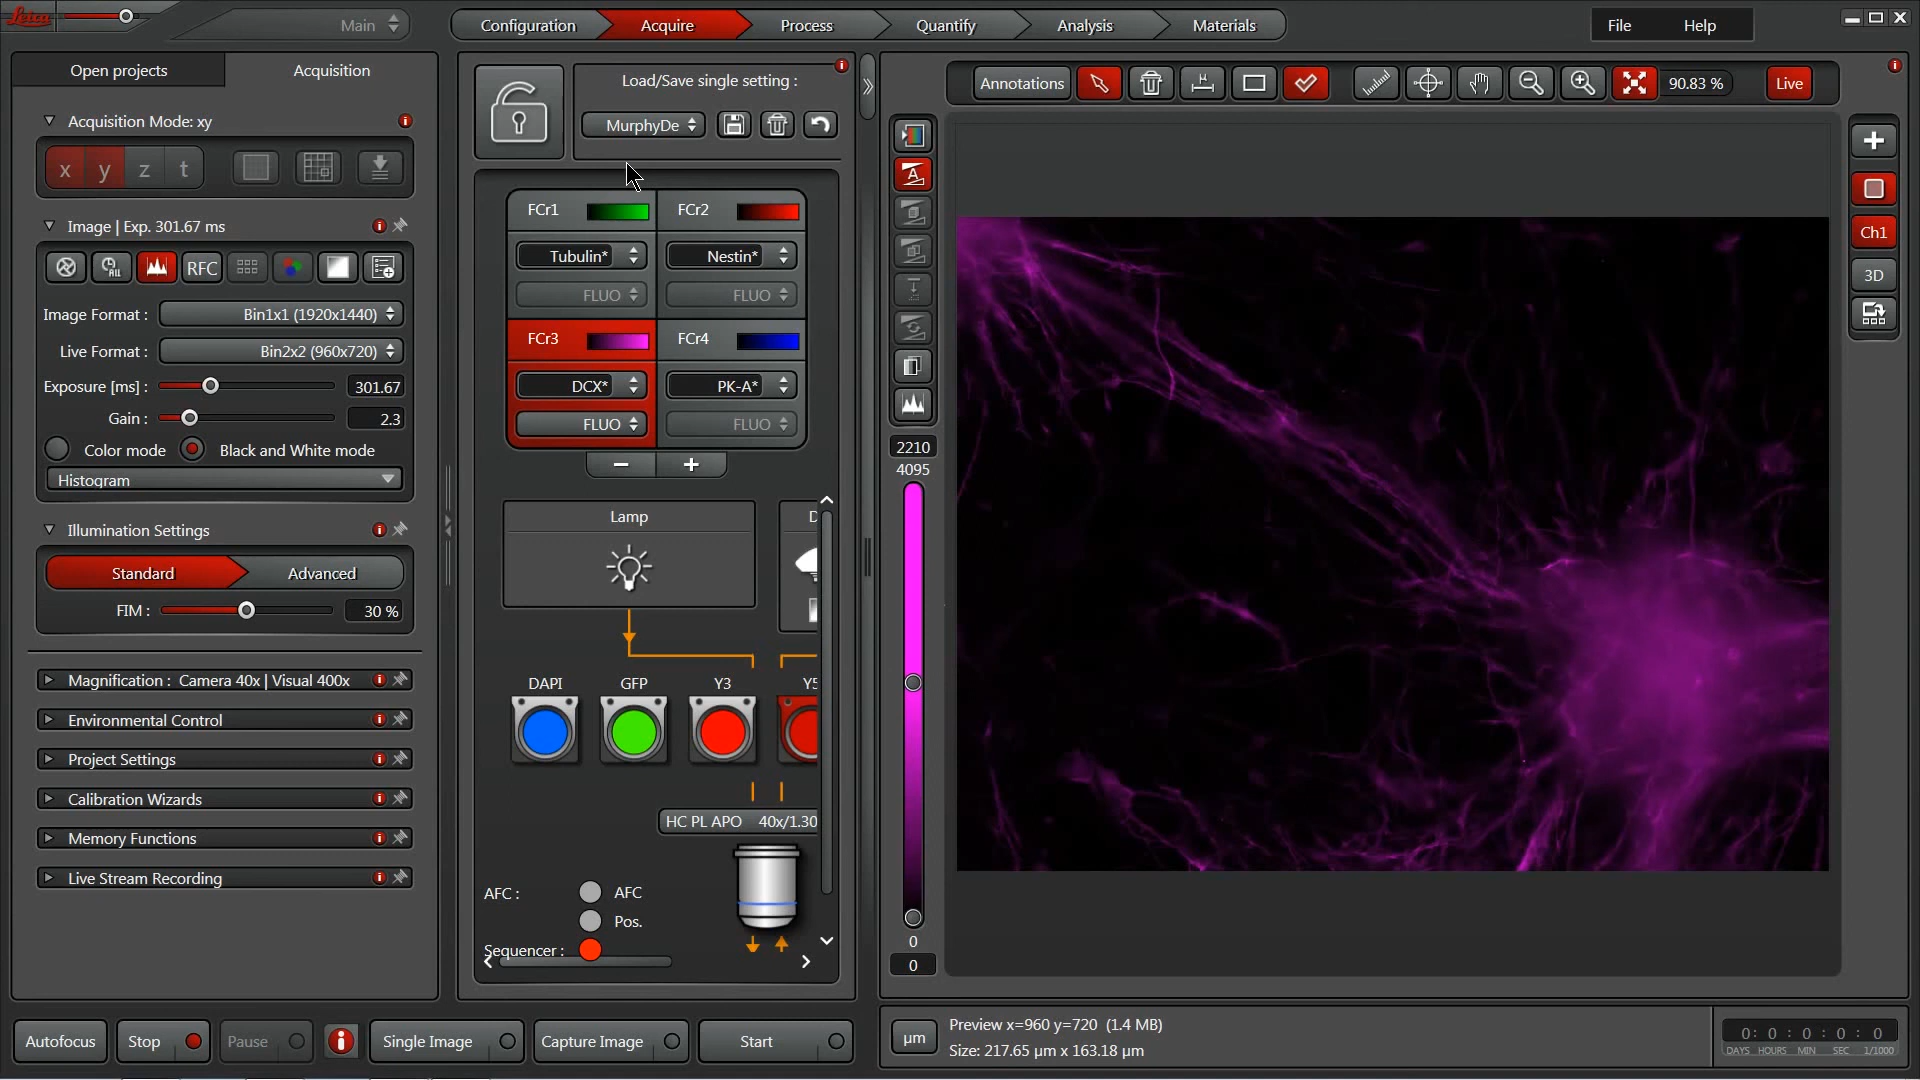 Leica
Main
Configuration
Acquire
Process
Quantify
Analysis
Materials
File
Help
Open projects
Acquisition
Acquisition Mode: xy
x y z t
Image | Exp. 301.67 ms
ALL
RFC
Image Format : Bin1x1 (1920x1440)
Live Format : Bin2x2 (960x720)
Exposure [ms] : 301.67
Gain : 2.3
Color mode
Black and White mode
Histogram
Illumination Settings
Standard
Advanced
FIM : 30 %
Magnification : Camera 40x | Visual 400x
Environmental Control
Project Settings
Calibration Wizards
Memory Functions
Live Stream Recording
Load/Save single setting :
MurphyDe
FCr1
FCr2
Tubulin*
Nestin*
FLUO
FLUO
FCr3
FCr4
DCX*
PK-A*
FLUO
FLUO
Lamp
DAPI
GFP
Y3
HC PL APO 40x/1.30
AFC :
AFC
Pos.
Sequencer :
Annotations
90.83 %
Live
A
2210
4095
0
0
Ch1
3D
Autofocus
Stop
Pause
Single Image
Capture Image
Start
µm
Preview x=960 y=720 (1.4 MB)
Size: 217.65 µm x 163.18 µm
0: 0 : 0 : 0 : 0
DAYS HOURS MIN SEC 1/1000